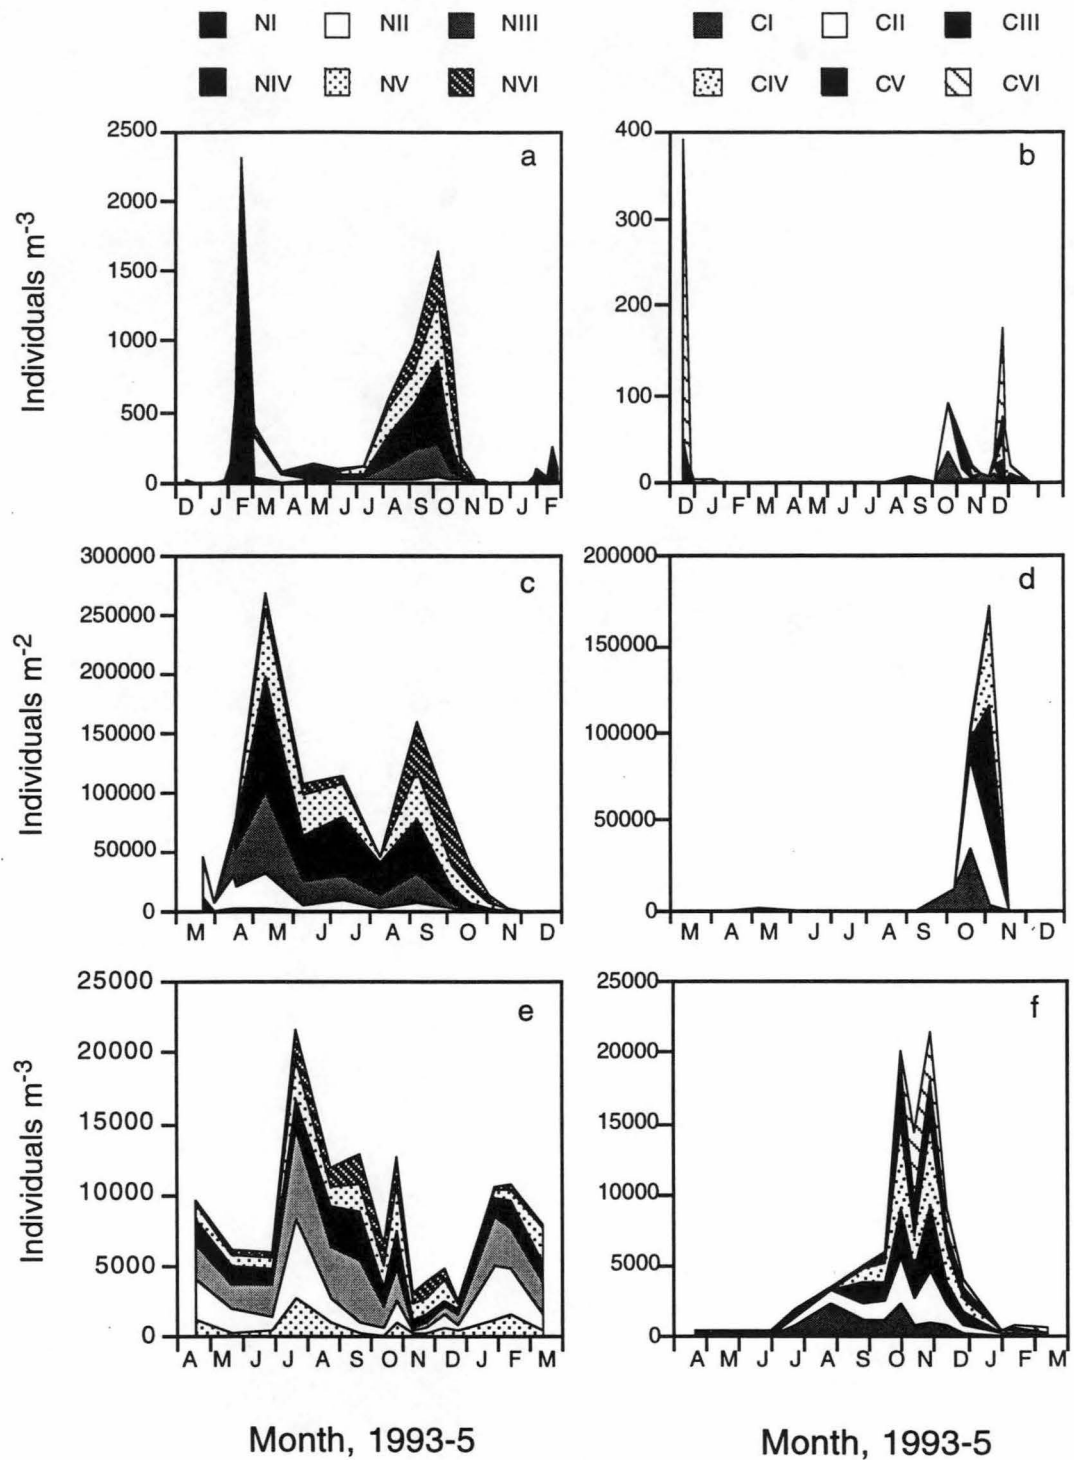 NI NII NIII
NIV NV NVI
CI CII CIII
CIV CV CVI
Individuals m-3
2500
2000
1500
1000
500
0
a
D J F M A M J J A S O N D J F
400
300
200
100
0
b
D J F M A M J J A S O N D
Individuals m-2
300000
250000
200000
150000
100000
50000
0
c
M A M J J A S O N D
200000
150000
100000
50000
0
d
M A M J J A S O N D
Individuals m-3
25000
20000
15000
10000
5000
0
e
A M J J A S O N D J F M
25000
20000
15000
10000
5000
0
f
A M J J A S O N D J F M
Month, 1993-5
Month, 1993-5